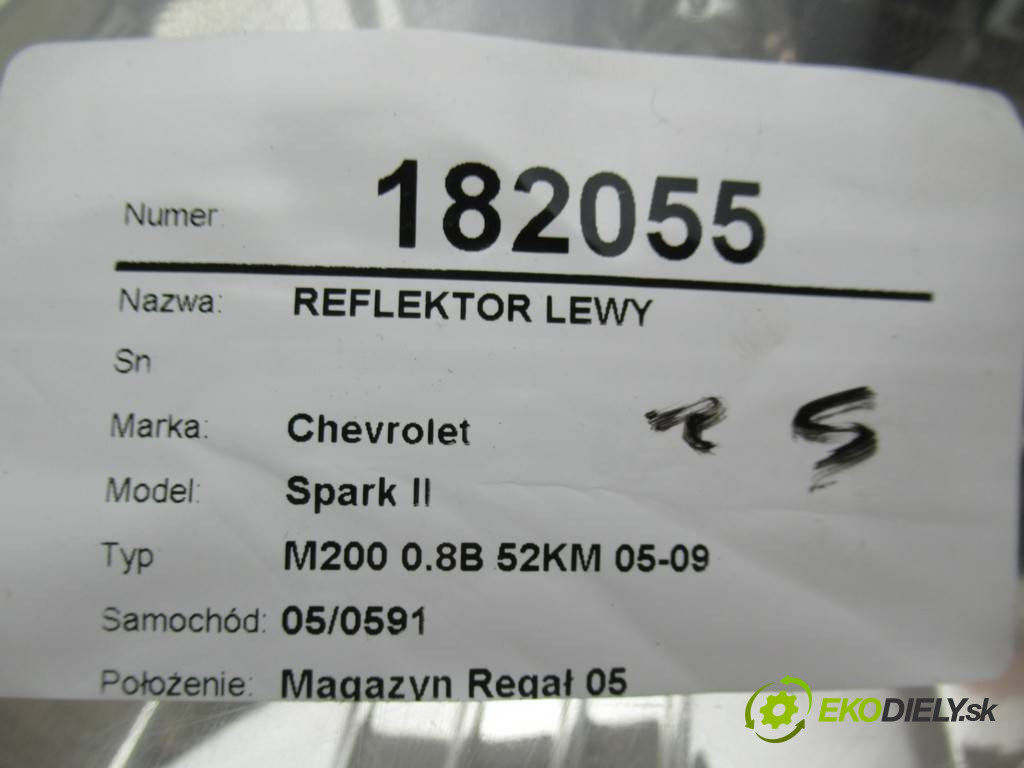 Numer 182055
Nazwa: REFLEKTOR LEWY
Sn
Marka: Chevrolet
Model: Spark II
Typ M200 0.8B 52KM 05-09
Samochód: 05/0591
Położenie: Magazyn Regał 05
EKODIELY.sk